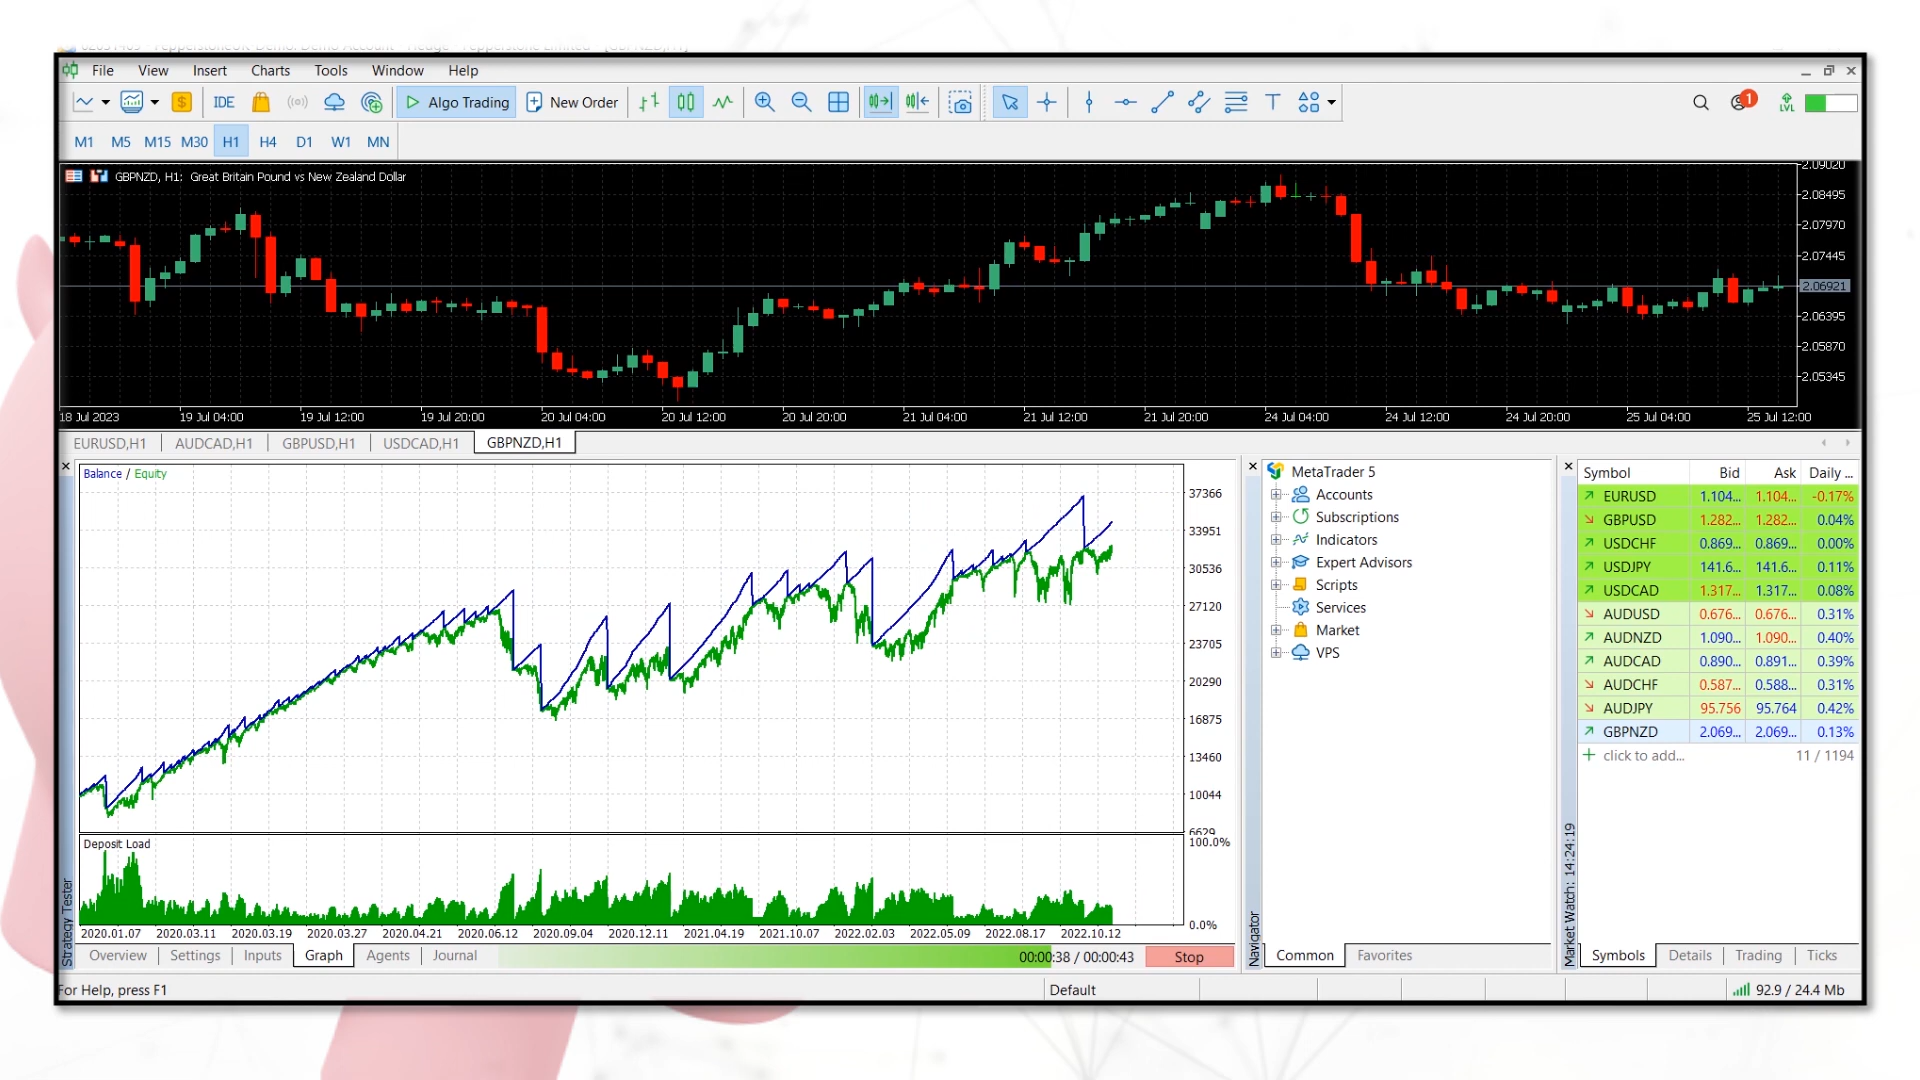 File View Insert Charts Tools Window Help
IDE Algo Trading New Order 1 LVL
M1 M5 M15 M30 H1 H4 D1 W1 MN
GBPNZD, H1: Great Britain Pound vs New Zealand Dollar
2.09020
2.08495
2.07970
2.07445
2.06921
2.06395
2.05870
2.05345
18 Jul 2023 19 Jul 04:00 19 Jul 12:00 19 Jul 20:00 20 Jul 04:00 20 Jul 12:00 20 Jul 20:00 21 Jul 04:00 21 Jul 12:00 21 Jul 20:00 24 Jul 04:00 24 Jul 12:00 24 Jul 20:00 25 Jul 04:00 25 Jul 12:00
EURUSD,H1 AUDCAD,H1 GBPUSD,H1 USDCAD,H1 GBPNZD,H1
Balance / Equity
37366
33951
30536
27120
23705
20290
16875
13460
10044
6629
Deposit Load
100.0%
0.0%
2020.01.07 2020.03.11 2020.03.19 2020.03.27 2020.04.21 2020.06.12 2020.09.04 2020.12.11 2021.04.19 2021.10.07 2022.02.03 2022.05.09 2022.08.17 2022.10.12
Strategy Tester
Overview Settings Inputs Graph Agents Journal 00:00:38 / 00:00:43 Stop
MetaTrader 5
Accounts
Subscriptions
Indicators
Expert Advisors
Scripts
Services
Market
VPS
Navigator
Common Favorites
Symbol Bid Ask Daily ...
EURUSD 1.104... 1.104... -0.17%
GBPUSD 1.282... 1.282... 0.04%
USDCHF 0.869... 0.869... 0.00%
USDJPY 141.6... 141.6... 0.11%
USDCAD 1.317... 1.317... 0.08%
AUDUSD 0.676... 0.676... 0.31%
AUDNZD 1.090... 1.090... 0.40%
AUDCAD 0.890... 0.891... 0.39%
AUDCHF 0.587... 0.588... 0.31%
AUDJPY 95.756 95.764 0.42%
GBPNZD 2.069... 2.069... 0.13%
click to add... 11 / 1194
Market Watch: 14:24:19
Symbols Details Trading Ticks
For Help, press F1 Default 92.9 / 24.4 Mb